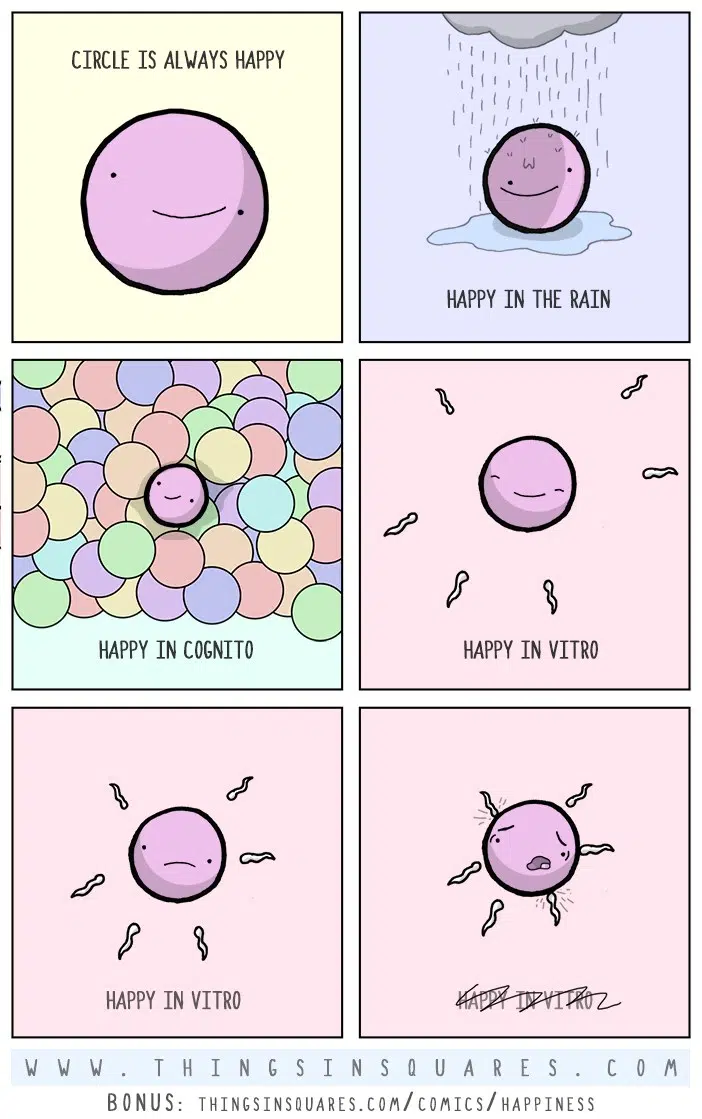 CIRCLE IS ALWAYS HAPPY
HAPPY IN THE RAIN
HAPPY IN COGNITO
HAPPY IN VITRO
HAPPY IN VITRO
HAPPY IN VITRO
WWW.THINGSINSQUARES.COM
BONUS: THINGSINSQUARES.COM/COMICS/HAPPINESS